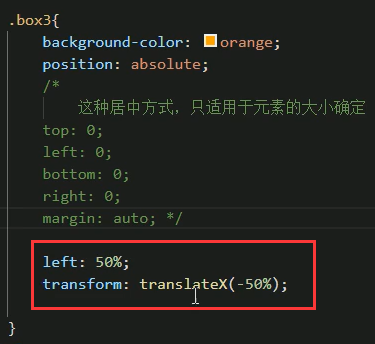 .box3{
background-color: orange;
position: absolute;
/*
这种居中方式，只适用于元素的大小确定
top: 0;
left: 0;
bottom: 0;
right: 0;
margin: auto; */
left: 50%;
transform: translateX(-50%);
}